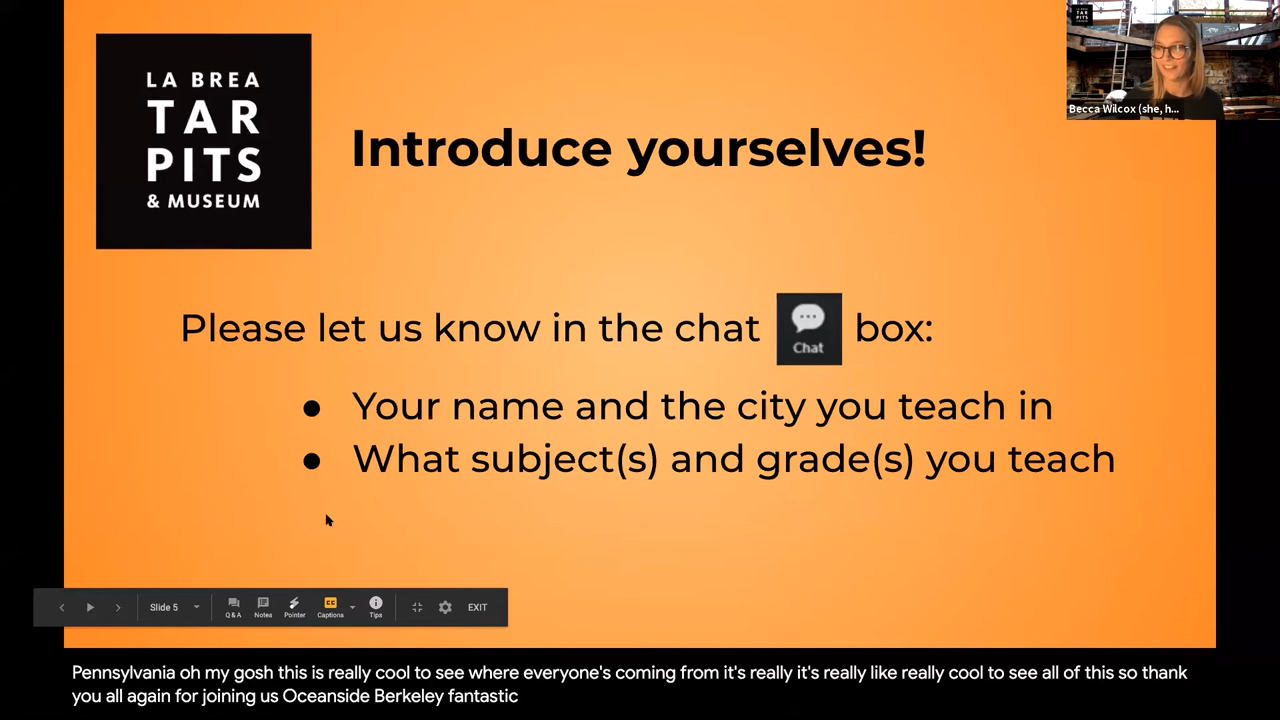 LA BREA
TAR
PITS
& MUSEUM
Introduce yourselves!
Becca Wilcox (she, h...
Please let us know in the chat
Chat
box:
● Your name and the city you teach in
● What subject(s) and grade(s) you teach
Slide 5
Q & A
Notes
Pointer
CC
Captions
Tips
EXIT
Pennsylvania oh my gosh this is really cool to see where everyone's coming from it's really it's really like really cool to see all of this so thank
you all again for joining us Oceanside Berkeley fantastic